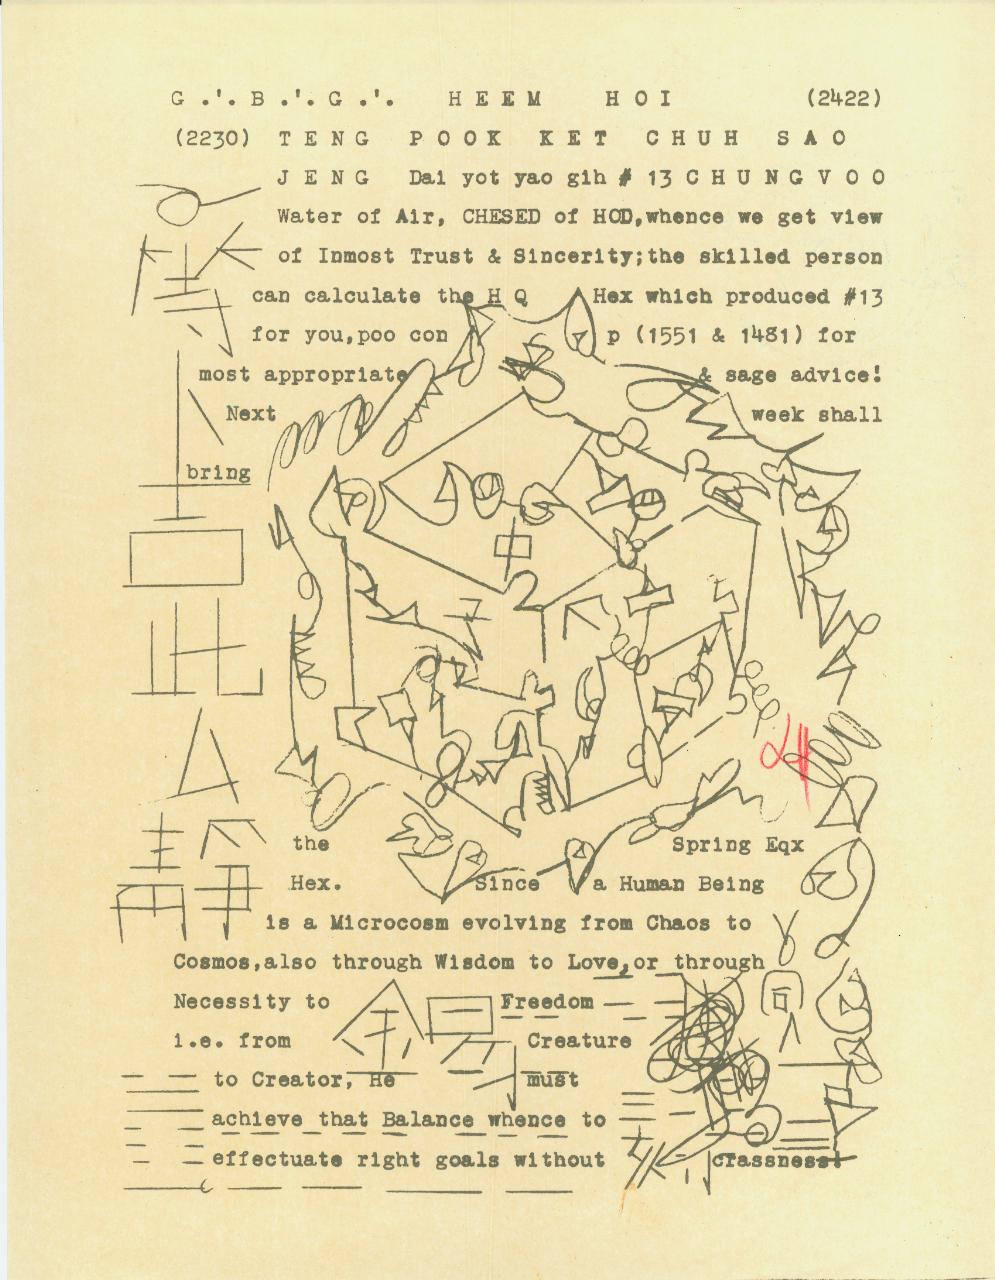 G .'. B .'. G .'. HEEM HOI (2422)
(2230) TENG POOK KET CHUH SAO
JENG Dai yot yao gih # 13 CHUNGVOO
Water of Air, CHESED of HOD,whence we get view
of Inmost Trust & Sincerity;the skilled person
can calculate the H Q Hex which produced #13
for you,poo con p (1551 & 1481) for
most appropriate & sage advice!
Next week shall
bring
the Spring Eqx
Hex. Since a Human Being
is a Microcosm evolving from Chaos to
Cosmos,also through Wisdom to Love,or through
Necessity to Freedom
i.e. from Creature
to Creator, He must
achieve that Balance whence to
effectuate right goals without crassness!